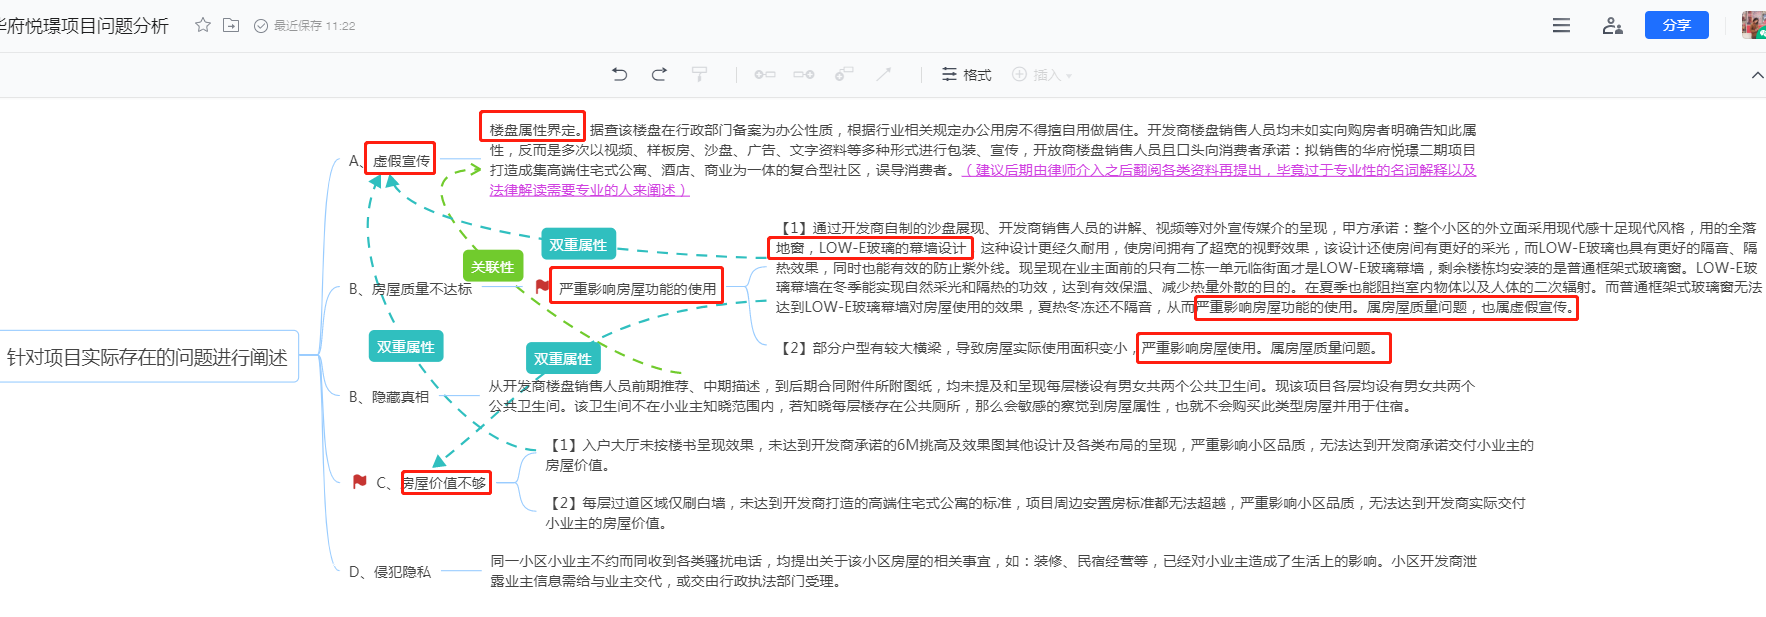 华府悦璟项目问题分析
最近保存 11:22
分享
格式
插入
针对项目实际存在的问题进行阐述
A、虚假宣传
楼盘属性界定。据查该楼盘在行政部门备案为办公性质，根据行业相关规定办公用房不得擅自用做居住。开发商楼盘销售人员均未如实向购房者明确告知此属
性，反而是多次以视频、样板房、沙盘、广告、文字资料等多种形式进行包装、宣传，开放商楼盘销售人员且口头向消费者承诺：拟销售的华府悦璟二期项目
打造成集高端住宅式公寓、酒店、商业为一体的复合型社区，误导消费者。（建议后期由律师介入之后翻阅各类资料再提出，毕竟过于专业性的名词解释以及
法律解读需要专业的人来阐述）
双重属性
关联性
B、房屋质量不达标
严重影响房屋功能的使用
【1】通过开发商自制的沙盘展现、开发商销售人员的讲解、视频等对外宣传媒介的呈现，甲方承诺：整个小区的外立面采用现代感十足现代风格，用的全落
地窗，LOW-E玻璃的幕墙设计 这种设计更经久耐用，使房间拥有了超宽的视野效果，该设计还使房间有更好的采光，而LOW-E玻璃也具有更好的隔音、隔
热效果，同时也能有效的防止紫外线。现呈现在业主面前的只有二栋一单元临街面才是LOW-E玻璃幕墙，剩余楼栋均安装的是普通框架式玻璃窗。LOW-E玻
璃幕墙在冬季能实现自然采光和隔热的功效，达到有效保温、减少热量外散的目的。在夏季也能阻挡室内物体以及人体的二次辐射。而普通框架式玻璃窗无法
达到LOW-E玻璃幕墙对房屋使用的效果，夏热冬冻还不隔音，从而严重影响房屋功能的使用。属房屋质量问题，也属虚假宣传。
【2】部分户型有较大横梁，导致房屋实际使用面积变小，严重影响房屋使用。属房屋质量问题。
双重属性
双重属性
B、隐藏真相
从开发商楼盘销售人员前期推荐、中期描述，到后期合同附件所附图纸，均未提及和呈现每层楼设有男女共两个公共卫生间。现该项目各层均设有男女共两个
公共卫生间。该卫生间不在小业主知晓范围内，若知晓每层楼存在公共厕所，那么会敏感的察觉到房屋属性，也就不会购买此类型房屋并用于住宿。
C、房屋价值不够
【1】入户大厅未按楼书呈现效果，未达到开发商承诺的6M挑高及效果图其他设计及各类布局的呈现，严重影响小区品质，无法达到开发商承诺交付小业主的
房屋价值。
【2】每层过道区域仅刷白墙，未达到开发商打造的高端住宅式公寓的标准，项目周边安置房标准都无法超越，严重影响小区品质，无法达到开发商实际交付
小业主的房屋价值。
D、侵犯隐私
同一小区小业主不约而同收到各类骚扰电话，均提出关于该小区房屋的相关事宜，如：装修、民宿经营等，已经对小业主造成了生活上的影响。小区开发商泄
露业主信息需给与业主交代，或交由行政执法部门受理。